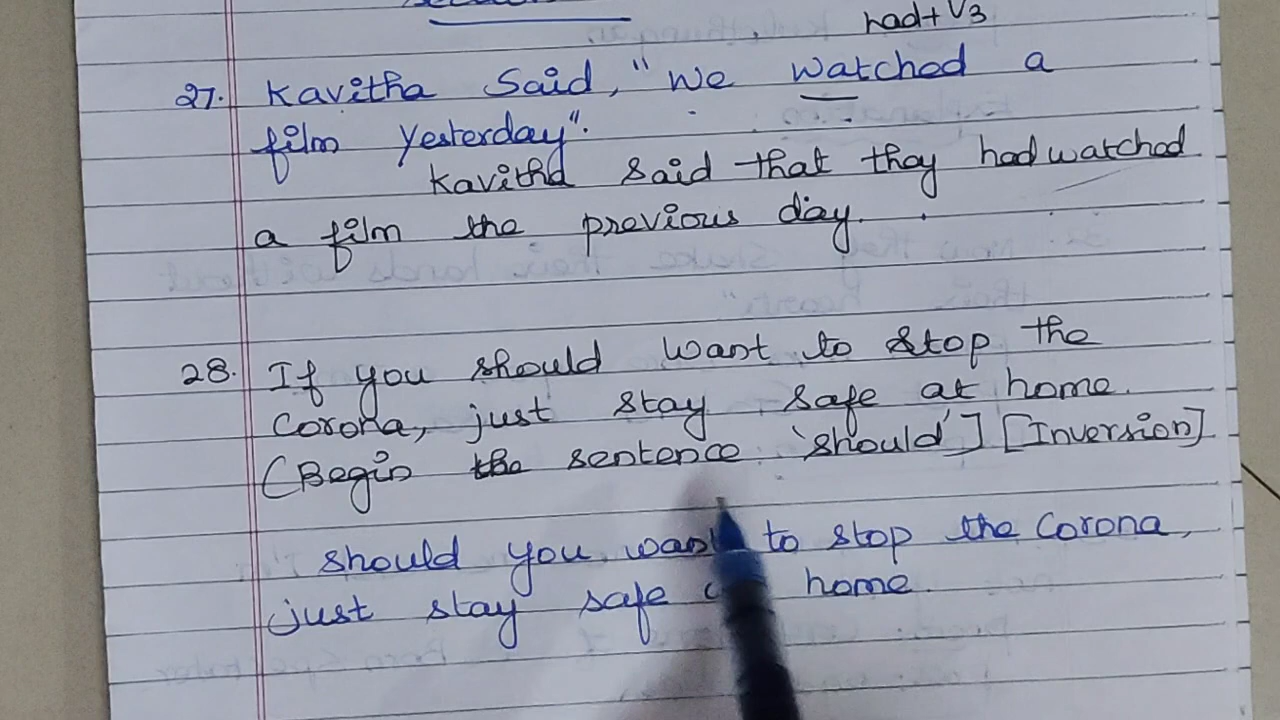 had+V3
27. Kavitha Said, "We watched a
film yesterday".
Kavitha said that they had watched
a film the previous day.
28. If you should want to stop the
Corona, just stay safe at home.
(Begin the sentence 'should'] [Inversion]
should you want to stop the Corona,
just stay safe home.